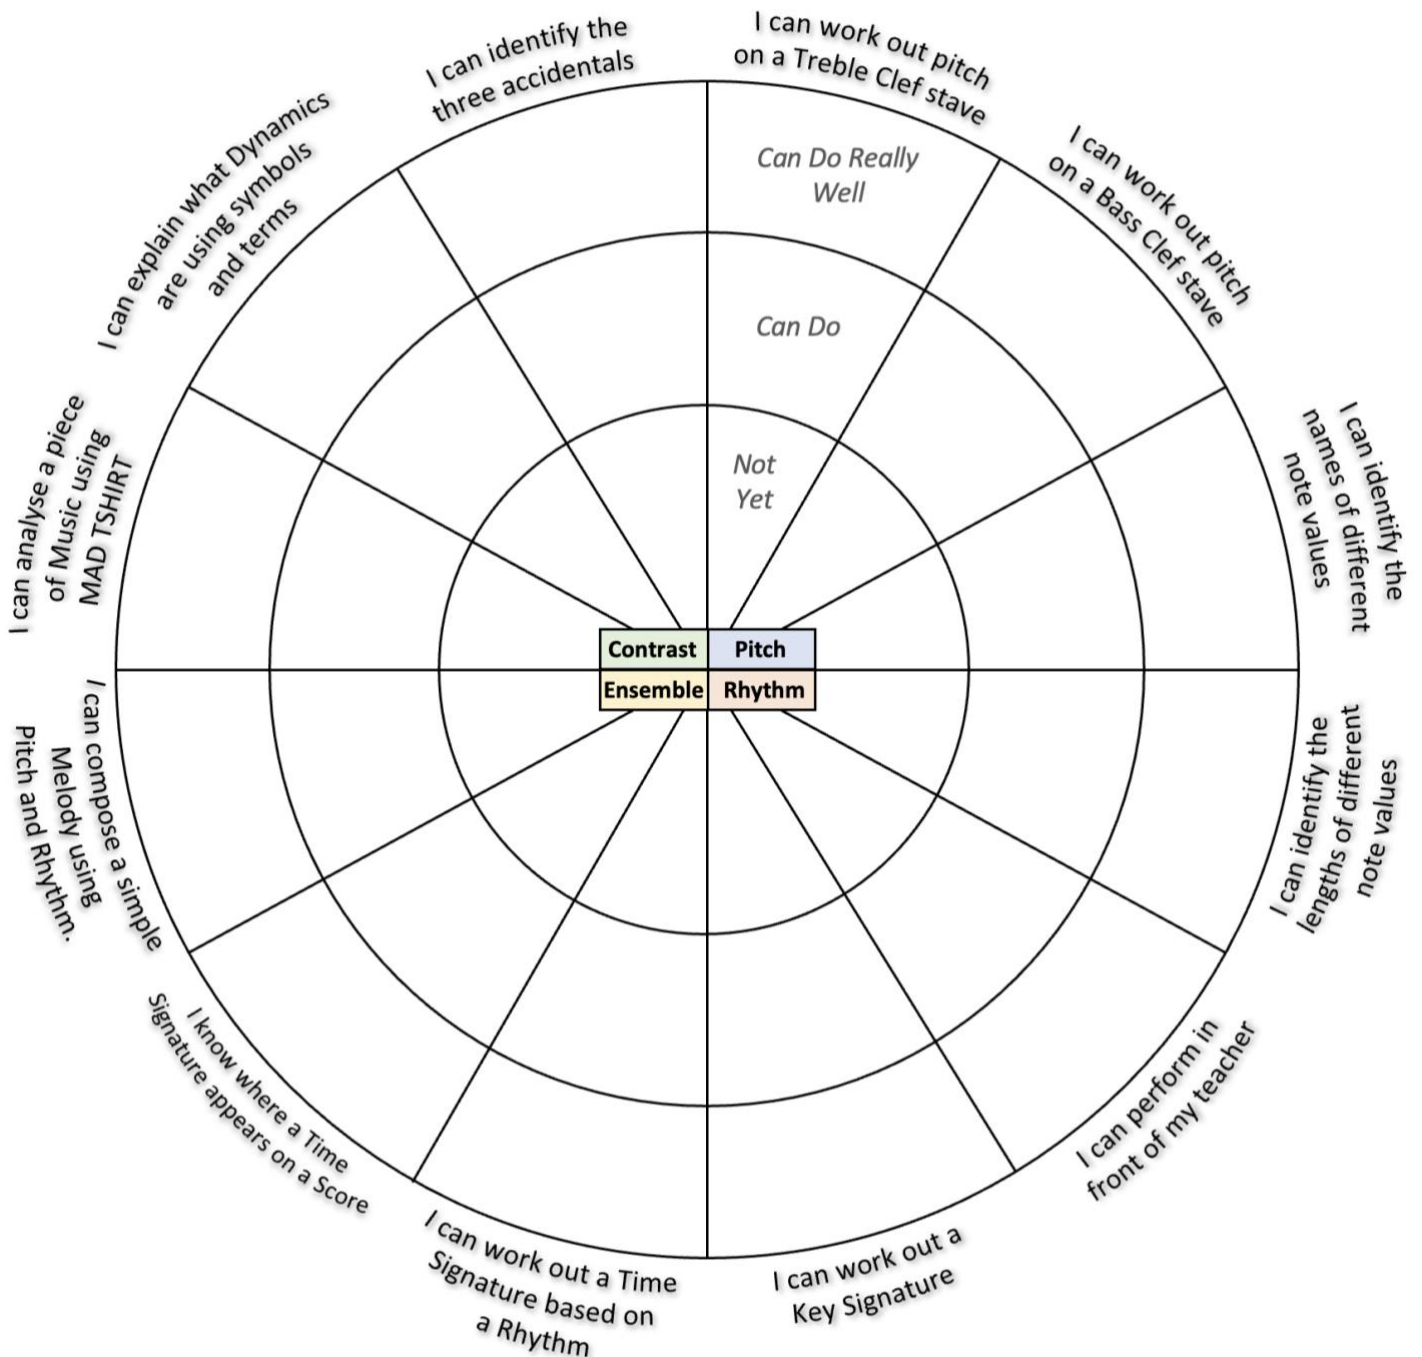 I can work out pitch
on a Treble Clef stave
I can work out pitch
on a Bass Clef stave
I can identify the
names of different
note values
I can identify the
lengths of different
note values
I can perform in
front of my teacher
I can work out a
Key Signature
I can work out a Time
Signature based on
a Rhythm
I know where a Time
Signature appears on a Score
I can compose a simple
Melody using
Pitch and Rhythm.
I can analyse a piece
of Music using
MAD TSHIRT
I can explain what Dynamics
are using symbols
and terms
I can identify the
three accidentals
Can Do Really
Well
Can Do
Not
Yet
Contrast
Pitch
Ensemble
Rhythm